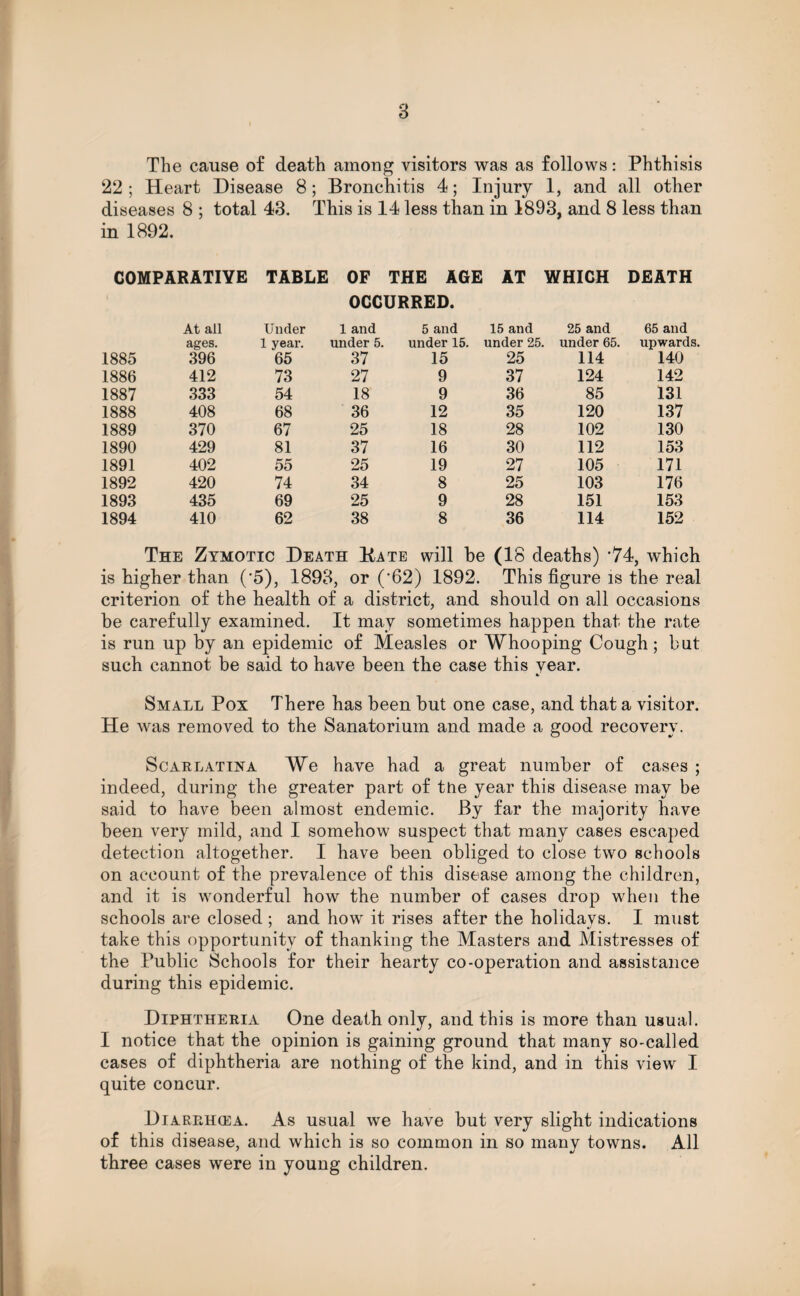 3
The cause of death among visitors was as follows: Phthisis
22; Heart Disease 8; Bronchitis 4; Injury 1, and all other
diseases 8 ; total 43. This is 14 less than in 1893, and 8 less than
in 1892.
COMPARATIVE TABLE OF THE AGE AT WHICH DEATH
OCCURRED.
At all Under 1 and 5 and 15 and 25 and 65 and
ages. 1 year. under 5. under 15. under 25. under 65. upwards.
1885 396 65 37 15 25 114 140
1886 412 73 27 9 37 124 142
1887 333 54 18 9 36 85 131
1888 408 68 36 12 35 120 137
1889 370 67 25 18 28 102 130
1890 429 81 37 16 30 112 153
1891 402 55 25 19 27 105 171
1892 420 74 34 8 25 103 176
1893 435 69 25 9 28 151 153
1894 410 62 38 8 36 114 152
The Zymotic Death Rate will be (18 deaths) ·74, which
is higher than (·5), 1893, or (·62) 1892. This figure is the real
criterion of the health of a district, and should on all occasions
be carefully examined. It may sometimes happen that the rate
is run up by an epidemic of Measles or Whooping Cough; but
such cannot be said to have been the case this year.
Small Pox There has been but one case, and that a visitor.
He was removed to the Sanatorium and made a good recovery.
Scarlatina We have had a great number of cases ;
indeed, during the greater part of the year this disease may be
said to have been almost endemic. By far the majority have
been very mild, and I somehow suspect that many cases escaped
detection altogether. I have been obliged to close two schools
on account of the prevalence of this disease among the children,
and it is wonderful how the number of cases drop when the
schools are closed ; and how it rises after the holidays. I must
take this opportunity of thanking the Masters and Mistresses of
the Public Schools for their hearty co-operation and assistance
during this epidemic.
Diphtheria One death only, and this is more than usual.
I notice that the opinion is gaining ground that many so-called
cases of diphtheria are nothing of the kind, and in this view I
quite concur.
Diarrhœa. As usual we have but very slight indications
of this disease, and which is so common in so many towns. All
three cases were in young children.